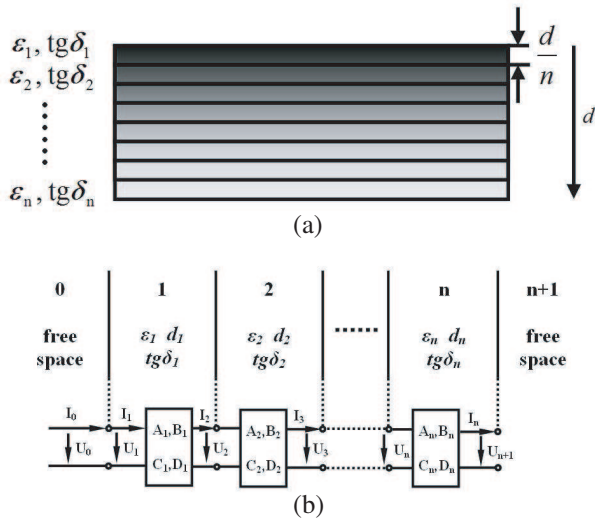 ε₁, tgδ₁
ε₂, tgδ₂
εₙ, tgδₙ
d/n
d
(a)
0 1 2 n n+1
free space ε₁ d₁ tgδ₁ ε₂ d₂ tgδ₂ ........ εₙ dₙ tgδₙ free space
I₀ I₁ I₂ I₃ Iₙ
A₁,B₁ A₂,B₂ Aₙ,Bₙ
U₀ U₁ U₂ U₃ Uₙ Uₙ₊₁
C₁,D₁ C₂,D₂ Cₙ,Dₙ
(b)